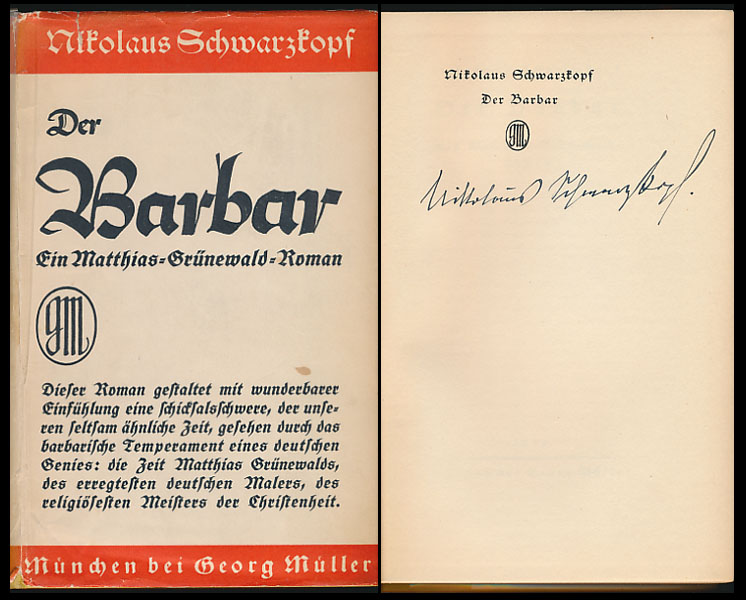 Nikolaus Schwarzkopf
Der
Barbar
Ein Matthias-Grünewald-Roman
gm
Dieser Roman gestaltet mit wunderbarer
Einfühlung eine schicksalsschwere, der unse-
ren seltsam ähnliche Zeit, gesehen durch das
barbarische Temperament eines deutschen
Genies: die Zeit Matthias Grünewalds,
des erregtesten deutschen Malers, des
religiösesten Meisters der Christenheit.
München bei Georg Müller
Nikolaus Schwarzkopf
Der Barbar
gm
Nikolaus Schwarzkopf.